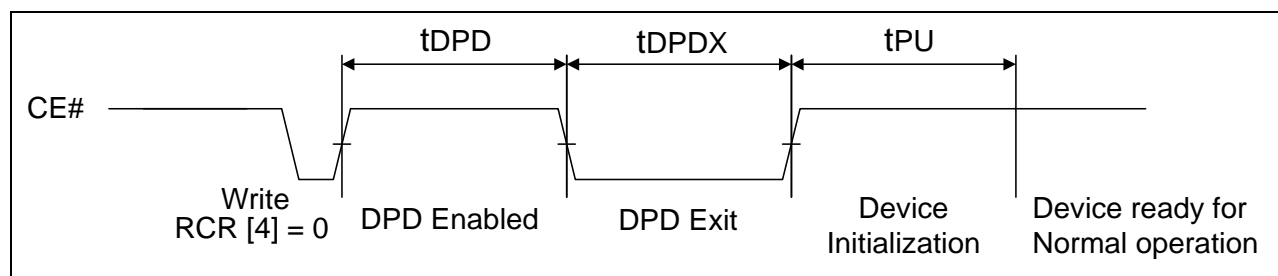 tDPD
tDPDX
tPU
CE#
Write
RCR [4] = 0
DPD Enabled
DPD Exit
Device
Initialization
Device ready for
Normal operation